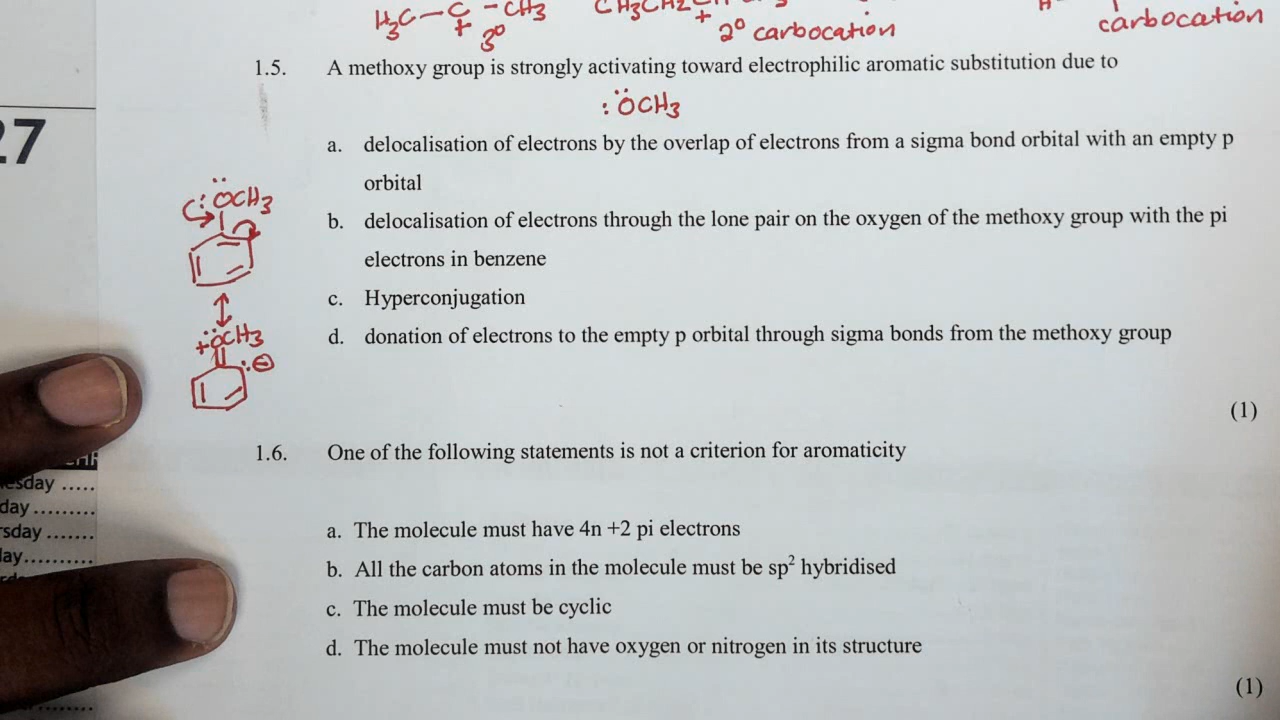 H₃C–C–CH₃
+
3°
+
2° carbocation
H
carbocation
1.5. A methoxy group is strongly activating toward electrophilic aromatic substitution due to
:ÖCH₃
27
a. delocalisation of electrons by the overlap of electrons from a sigma bond orbital with an empty p
orbital
:ÖCH₃
b. delocalisation of electrons through the lone pair on the oxygen of the methoxy group with the pi
electrons in benzene
c. Hyperconjugation
d. donation of electrons to the empty p orbital through sigma bonds from the methoxy group
+ÖCH₃
:⊖
(1)
1.6. One of the following statements is not a criterion for aromaticity
esday .....
day .........
rsday .......
ay..........
a. The molecule must have 4n +2 pi electrons
b. All the carbon atoms in the molecule must be sp² hybridised
c. The molecule must be cyclic
d. The molecule must not have oxygen or nitrogen in its structure
(1)